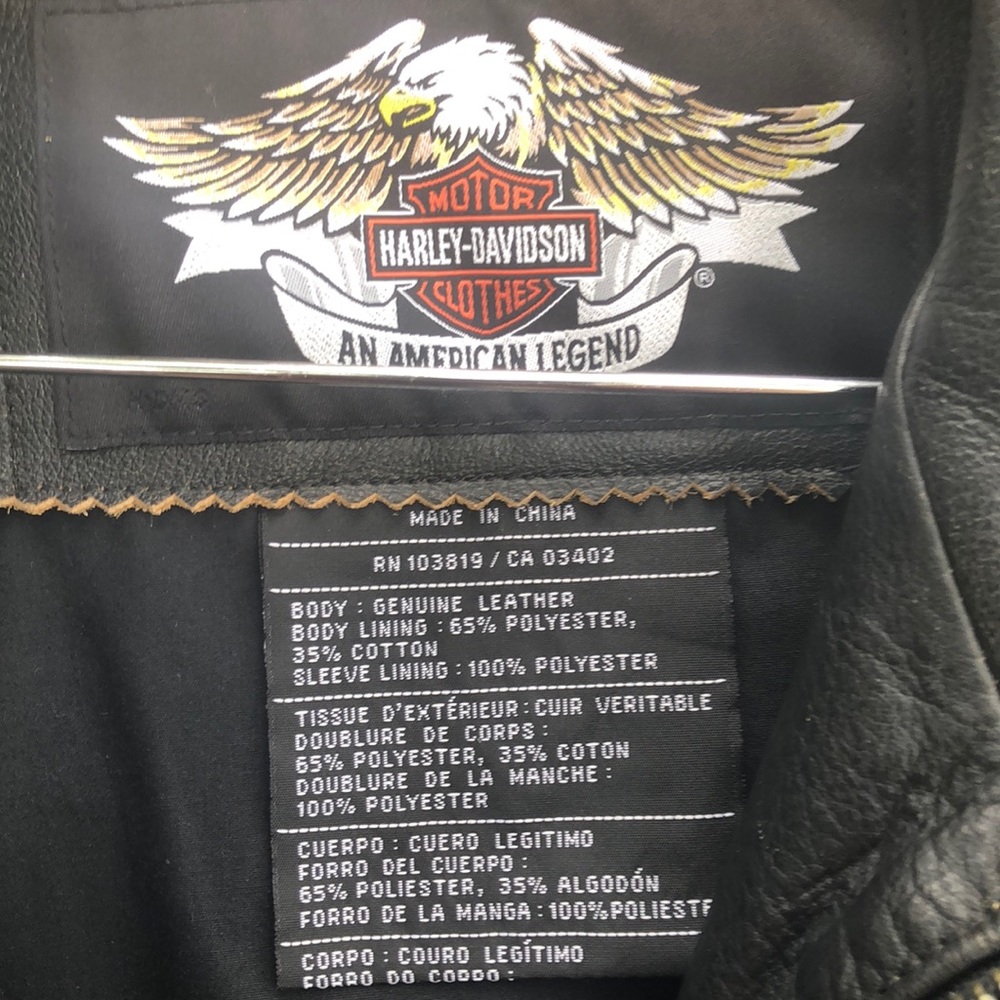 MOTOR
HARLEY-DAVIDSON
CLOTHES
®
AN AMERICAN LEGEND
MADE IN CHINA
RN 103819 / CA 03402
BODY : GENUINE LEATHER
BODY LINING : 65% POLYESTER,
35% COTTON
SLEEVE LINING : 100% POLYESTER
TISSUE D'EXTÉRIEUR : CUIR VERITABLE
DOUBLURE DE CORPS :
65% POLYESTER, 35% COTON
DOUBLURE DE LA MANCHE :
100% POLYESTER
CUERPO : CUERO LEGITIMO
FORRO DEL CUERPO :
65% POLIESTER, 35% ALGODÓN
FORRO DE LA MANGA : 100% POLIESTE
CORPO : COURO LEGÍTIMO
FORRO DO CORPO :